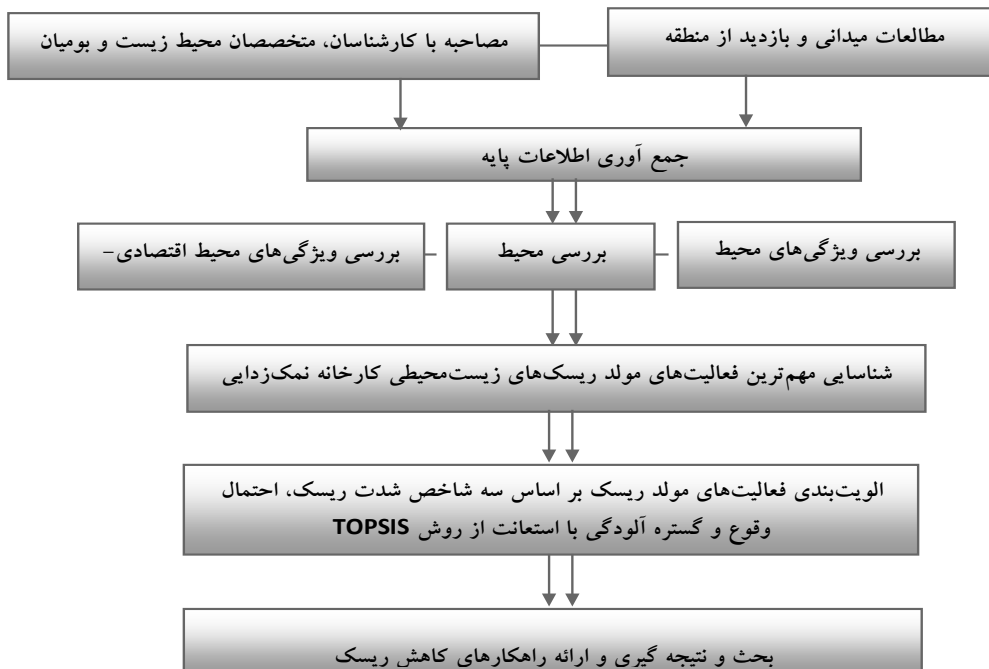 مطالعات میدانی و بازدید از منطقه
مصاحبه با کارشناسان، متخصصان محیط زیست و بومیان
جمع آوری اطلاعات پایه
بررسی ویژگی‌های محیط
بررسی محیط
بررسی ویژگی‌های محیط اقتصادی–
شناسایی مهم‌ترین فعالیت‌های مولد ریسک‌های زیست‌محیطی کارخانه نمک‌زدایی
الویت‌بندی فعالیت‌های مولد ریسک بر اساس سه شاخص شدت ریسک، احتمال
وقوع و گستره آلودگی با استعانت از روش TOPSIS
بحث و نتیجه گیری و ارائه راهکارهای کاهش ریسک